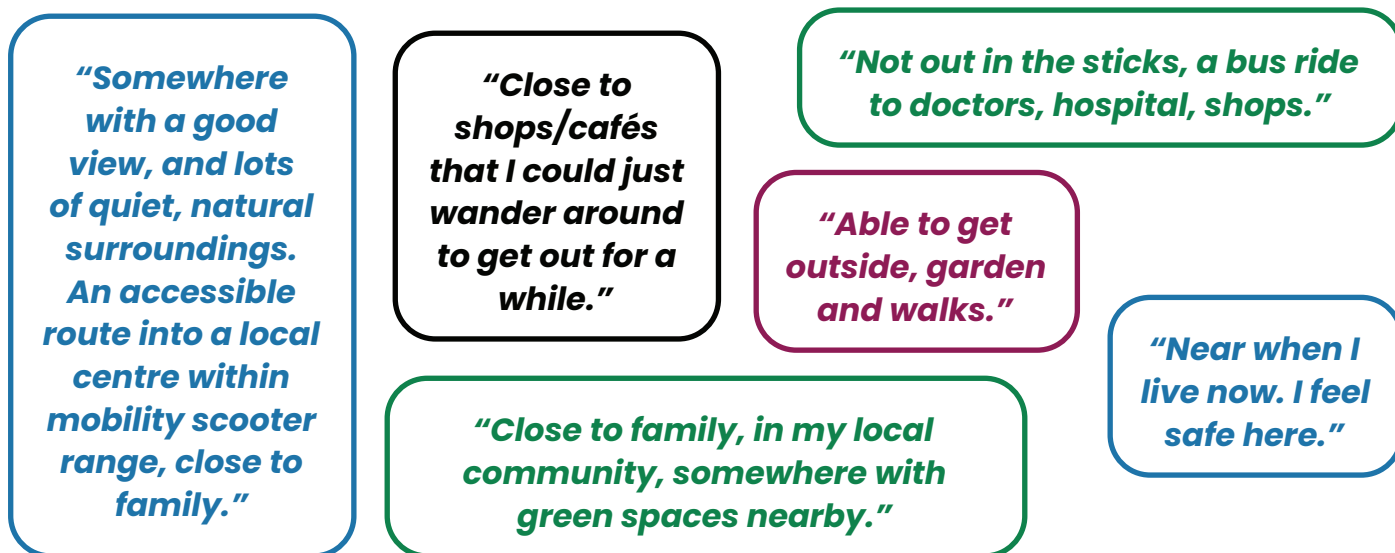 “Somewhere
with a good
view, and lots
of quiet, natural
surroundings.
An accessible
route into a local
centre within
mobility scooter
range, close to
family.”
“Close to
shops/cafés
that I could just
wander around
to get out for a
while.”
“Not out in the sticks, a bus ride
to doctors, hospital, shops.”
“Able to get
outside, garden
and walks.”
“Near when I
live now. I feel
safe here.”
“Close to family, in my local
community, somewhere with
green spaces nearby.”